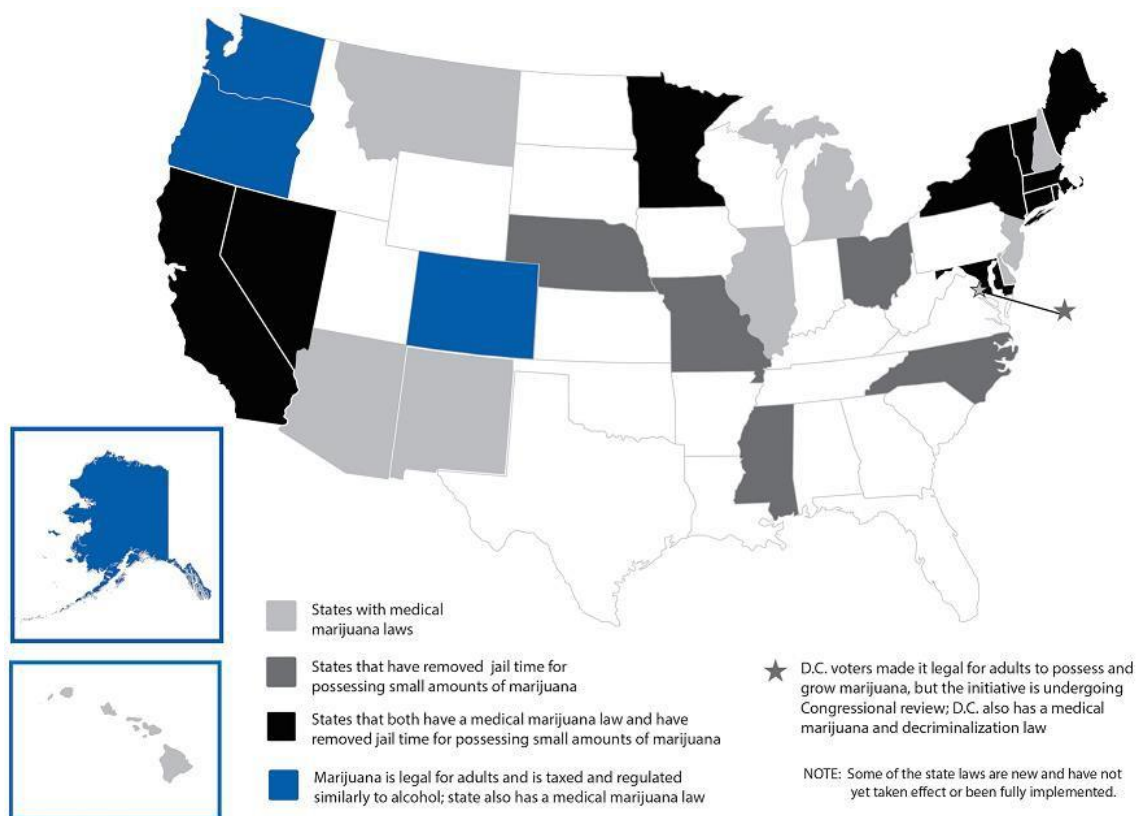 States with medical
marijuana laws
States that have removed jail time for
possessing small amounts of marijuana
States that both have a medical marijuana law and have
removed jail time for possessing small amounts of marijuana
Marijuana is legal for adults and is taxed and regulated
similarly to alcohol; state also has a medical marijuana law
D.C. voters made it legal for adults to possess and
grow marijuana, but the initiative is undergoing
Congressional review; D.C. also has a medical
marijuana and decriminalization law
NOTE: Some of the state laws are new and have not
yet taken effect or been fully implemented.